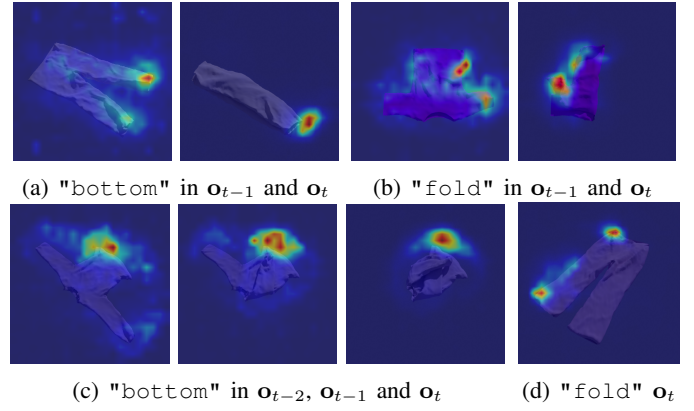 (a) "bottom" in o_{t−1} and o_t (b) "fold" in o_{t−1} and o_t
(c) "bottom" in o_{t−2}, o_{t−1} and o_t (d) "fold" o_t